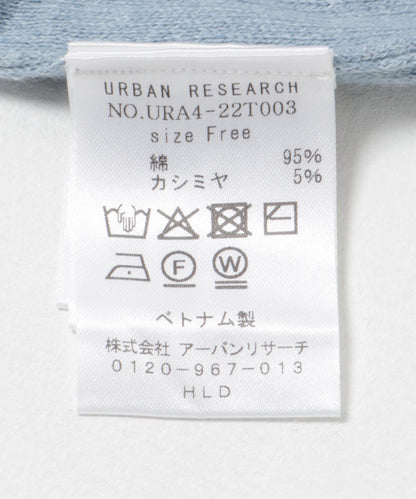 URBAN RESEARCH
NO.URA4-22T003
size Free
綿 95%
カシミヤ 5%
F W
ベトナム製
株式会社 アーバンリサーチ
0120-967-013
HLD